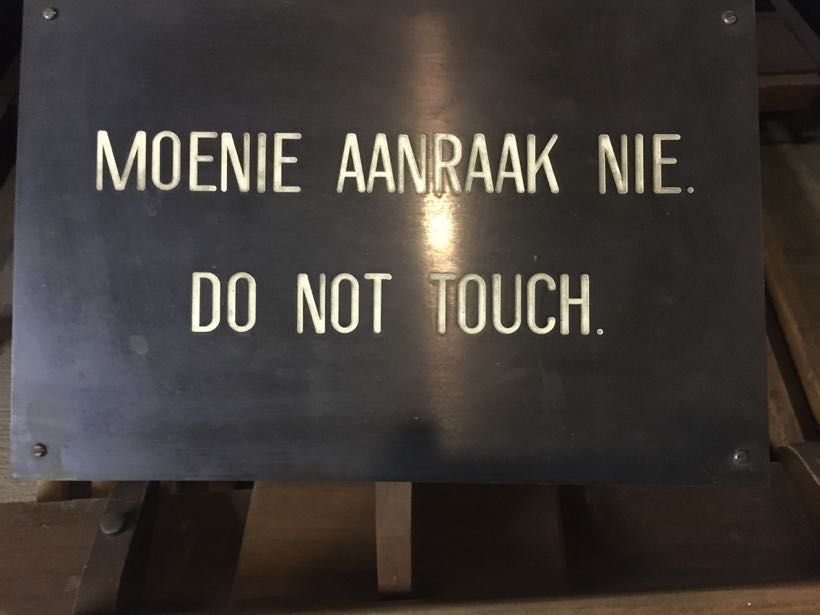 MOENIE AANRAAK NIE.
DO NOT TOUCH.